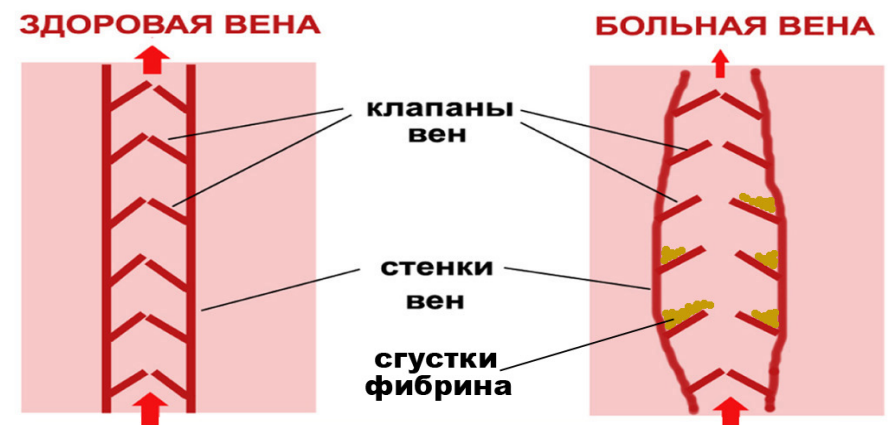 ЗДОРОВАЯ ВЕНА
БОЛЬНАЯ ВЕНА
клапаны
вен
стенки
вен
сгустки
фибрина